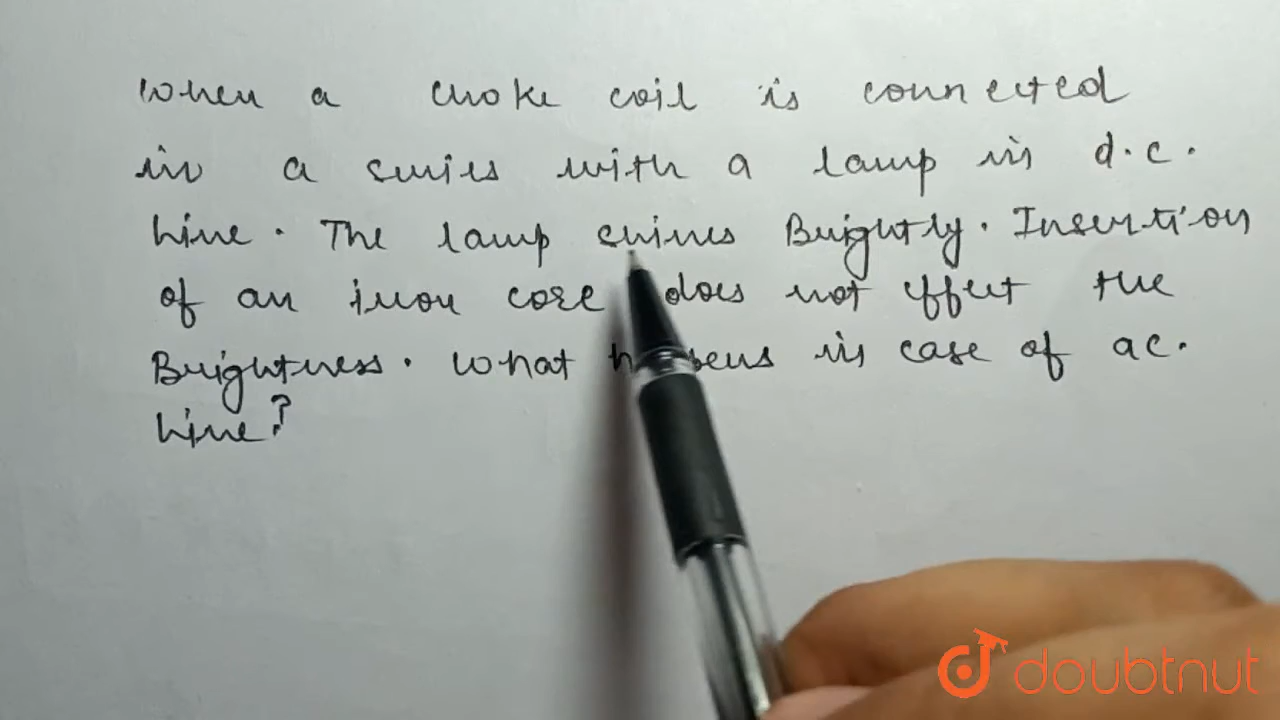 When a choke coil is connected
in a series with a lamp in d.c.
line. The lamp shines Brightly. Insertion
of an iron core does not effect the
Brightness. What in case of ac.
line?
doubtnut